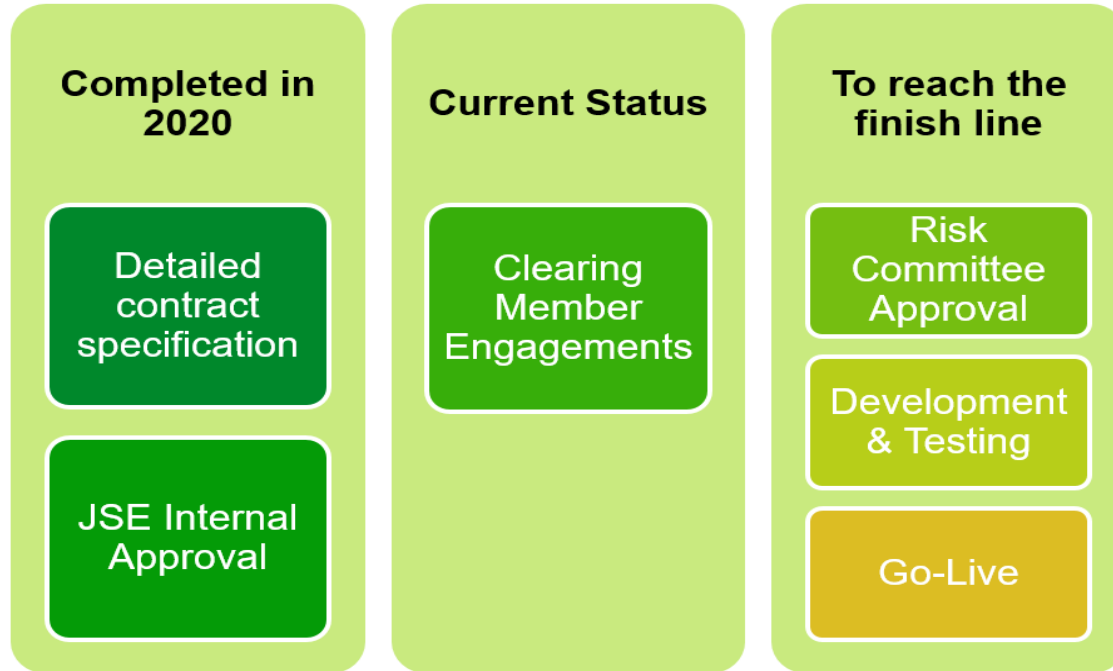 Completed in
2020
Detailed
contract
specification
JSE Internal
Approval
Current Status
Clearing
Member
Engagements
To reach the
finish line
Risk
Committee
Approval
Development
& Testing
Go-Live